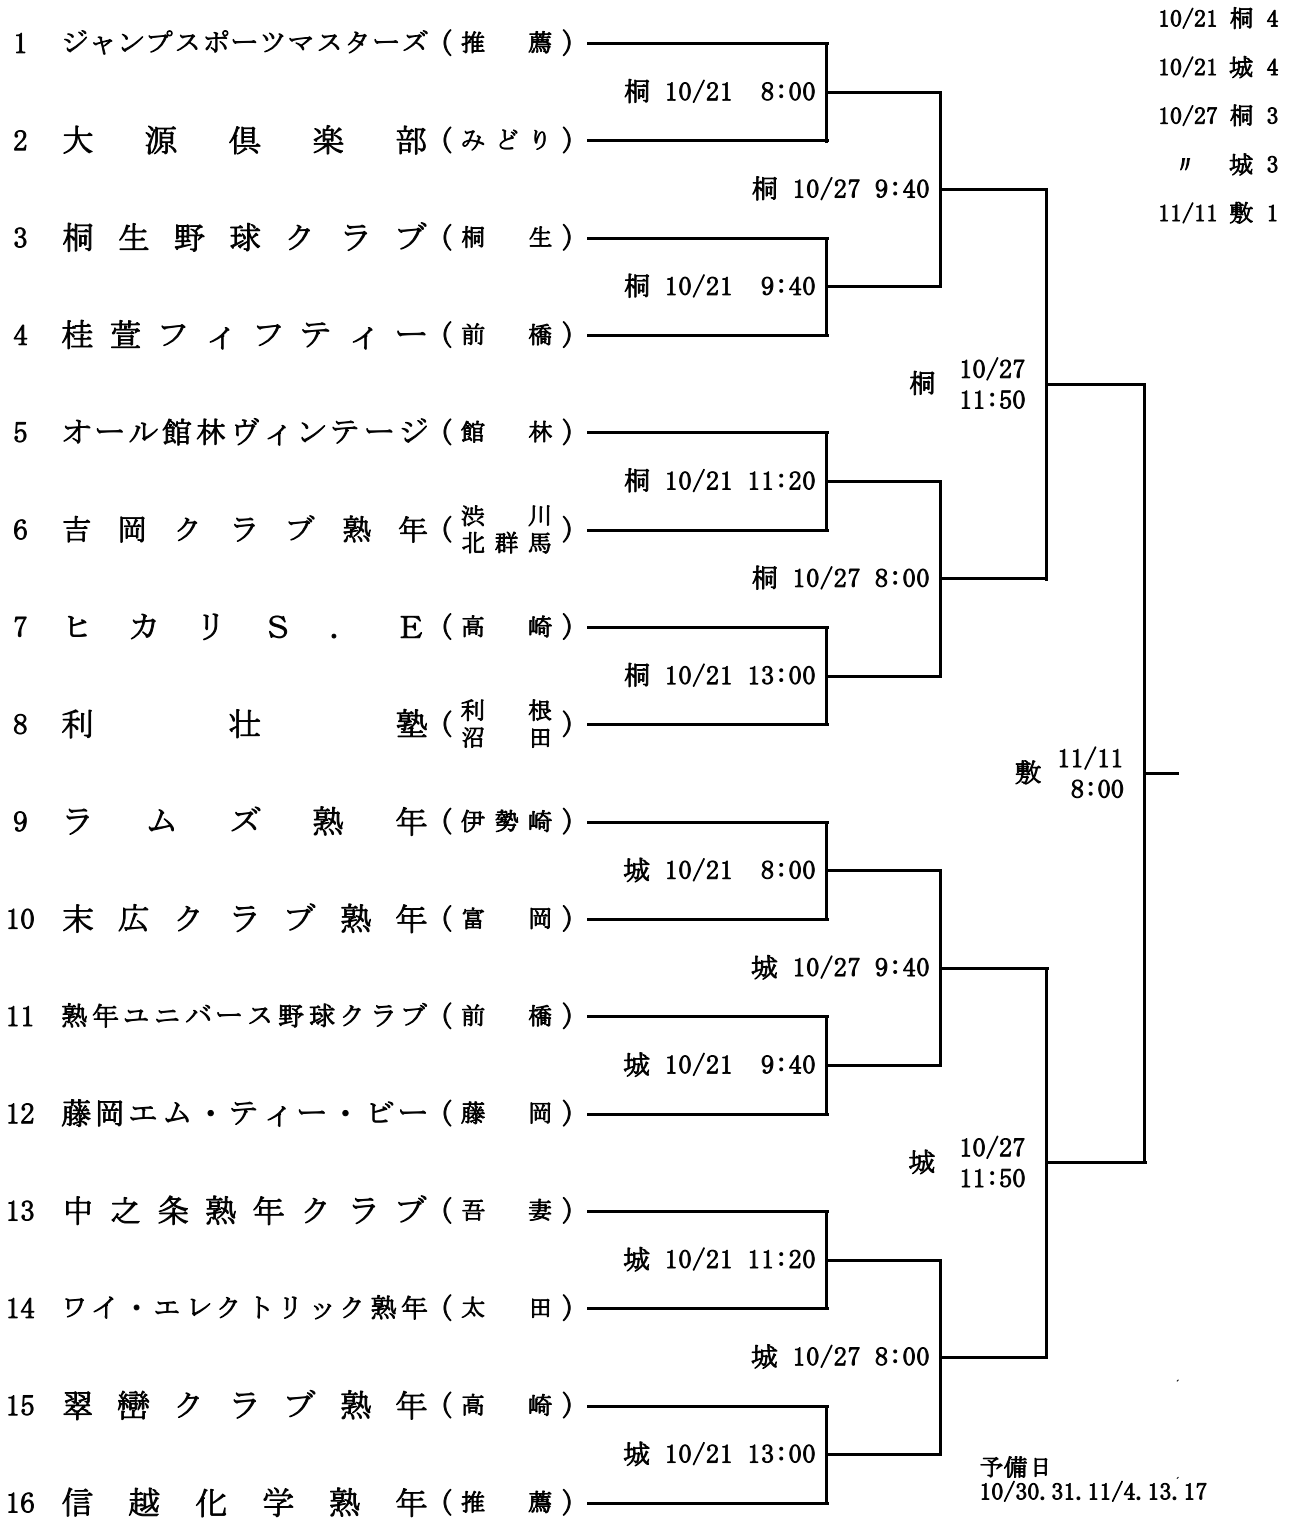 10/21 桐 4
10/21 城 4
10/27 桐 3
〃 城 3
11/11 敷 1
1 ジャンプスポーツマスターズ(推薦)
桐 10/21 8:00
2 大源倶楽部(みどり)
桐 10/27 9:40
3 桐生野球クラブ(桐生)
桐 10/21 9:40
4 桂萱フィフティー(前橋)
桐 10/27
11:50
5 オール館林ヴィンテージ(館林)
桐 10/21 11:20
6 吉岡クラブ熟年(渋川
北群馬)
桐 10/27 8:00
7 ヒカリS.E(高崎)
桐 10/21 13:00
8 利壮塾(利根
沼田)
敷 11/11
8:00
9 ラムズ熟年(伊勢崎)
城 10/21 8:00
10 末広クラブ熟年(富岡)
城 10/27 9:40
11 熟年ユニバース野球クラブ(前橋)
城 10/21 9:40
12 藤岡エム・ティー・ビー(藤岡)
城 10/27
11:50
13 中之条熟年クラブ(吾妻)
城 10/21 11:20
14 ワイ・エレクトリック熟年(太田)
城 10/27 8:00
15 翠巒クラブ熟年(高崎)
城 10/21 13:00
16 信越化学熟年(推薦)
予備日
10/30.31.11/4.13.17